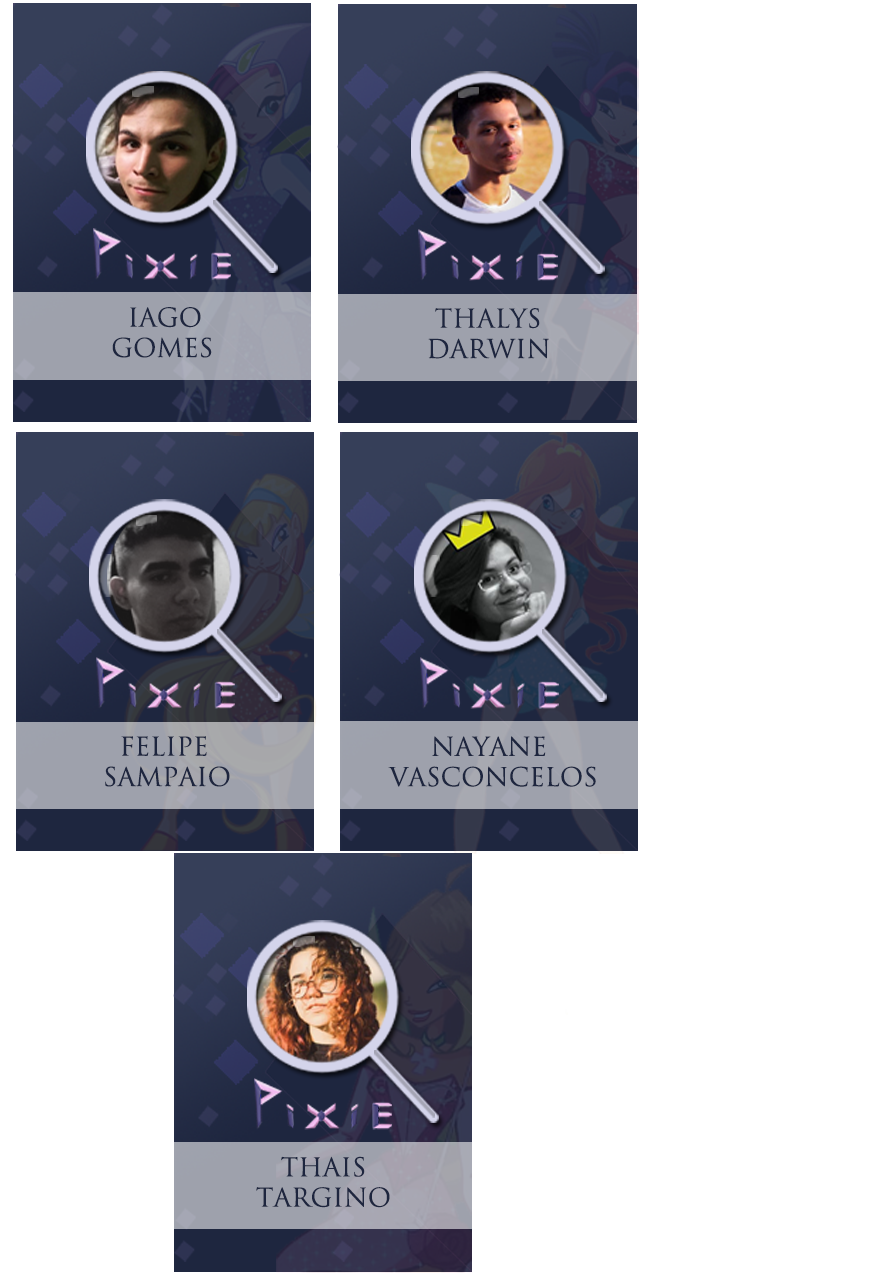 PiXiE
IAGO
GOMES
PiXiE
THALYS
DARWIN
PiXiE
FELIPE
SAMPAIO
PiXiE
NAYANE
VASCONCELOS
PiXiE
THAIS
TARGINO